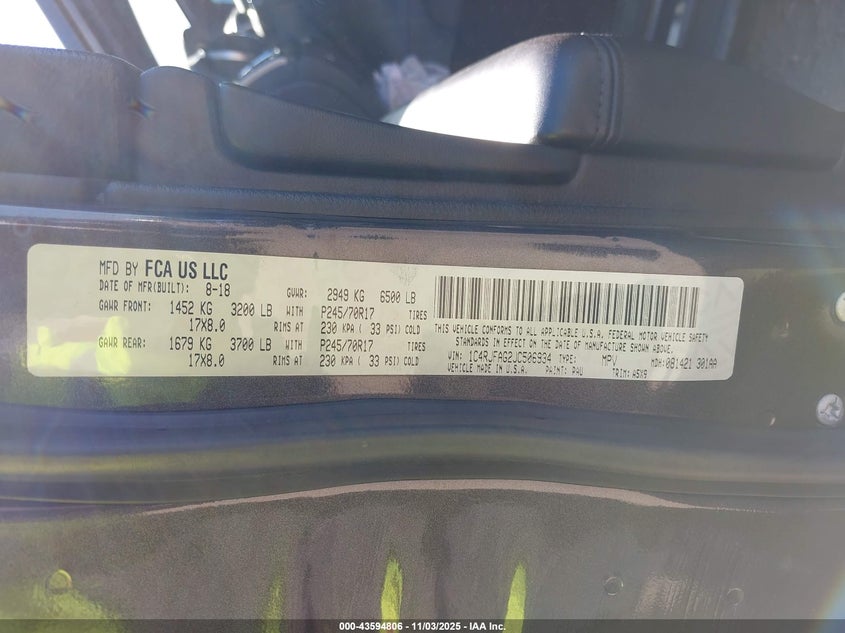 MFD BY FCA US LLC
DATE OF MFR(BUILT): 8-18 GVWR: 2949 KG 6500 LB
GAWR FRONT: 1452 KG 3200 LB WITH P245/70R17 TIRES
17X8.0 RIMS AT 230 KPA ( 33 PSI) COLD
GAWR REAR: 1679 KG 3700 LB WITH P245/70R17 TIRES
17X8.0 RIMS AT 230 KPA ( 33 PSI) COLD
THIS VEHICLE CONFORMS TO ALL APPLICABLE U.S.A. FEDERAL MOTOR VEHICLE SAFETY
STANDARDS IN EFFECT ON THE DATE OF MANUFACTURE SHOWN ABOVE.
VIN: 1C4RJFAG2JC506934 TYPE: MPV MDH: 081421 301AA
VEHICLE MADE IN U.S.A. PAINT: PAU TRIM: A5X9
000-43594806 - 11/03/2025 - IAA Inc.